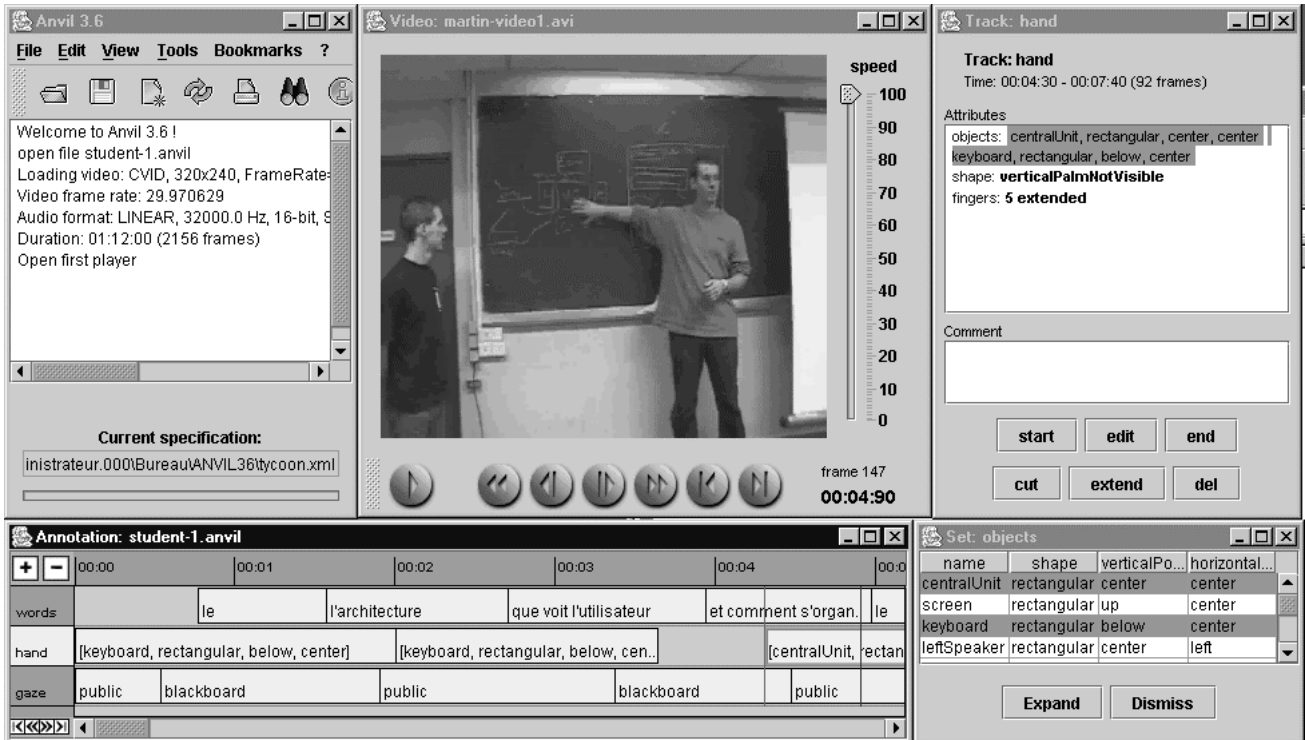 Anvil 3.6
File Edit View Tools Bookmarks ?
Welcome to Anvil 3.6 !
open file student-1.anvil
Loading video: CVID, 320x240, FrameRate=
Video frame rate: 29.970629
Audio format: LINEAR, 32000.0 Hz, 16-bit, S
Duration: 01:12:00 (2156 frames)
Open first player
Current specification:
inistrateur.000\Bureau\ANVIL36\tycoon.xml
Video: martin-video1.avi
speed
100
90
80
70
60
50
40
30
20
10
0
frame 147
00:04:90
Track: hand
Track: hand
Time: 00:04:30 - 00:07:40 (92 frames)
Attributes
objects: centralUnit, rectangular, center, center
keyboard, rectangular, below, center
shape: verticalPalmNotVisible
fingers: 5 extended
Comment
start edit end
cut extend del
Annotation: student-1.anvil
00:00 00:01 00:02 00:03 00:04 00:0
words le l'architecture que voit l'utilisateur et comment s'organ. le
hand [keyboard, rectangular, below, center] [keyboard, rectangular, below, cen.. [centralUnit, rectan
gaze public blackboard public blackboard public
Set: objects
name shape verticalPo... horizontal...
centralUnit rectangular center center
screen rectangular up center
keyboard rectangular below center
leftSpeaker rectangular center left
Expand Dismiss